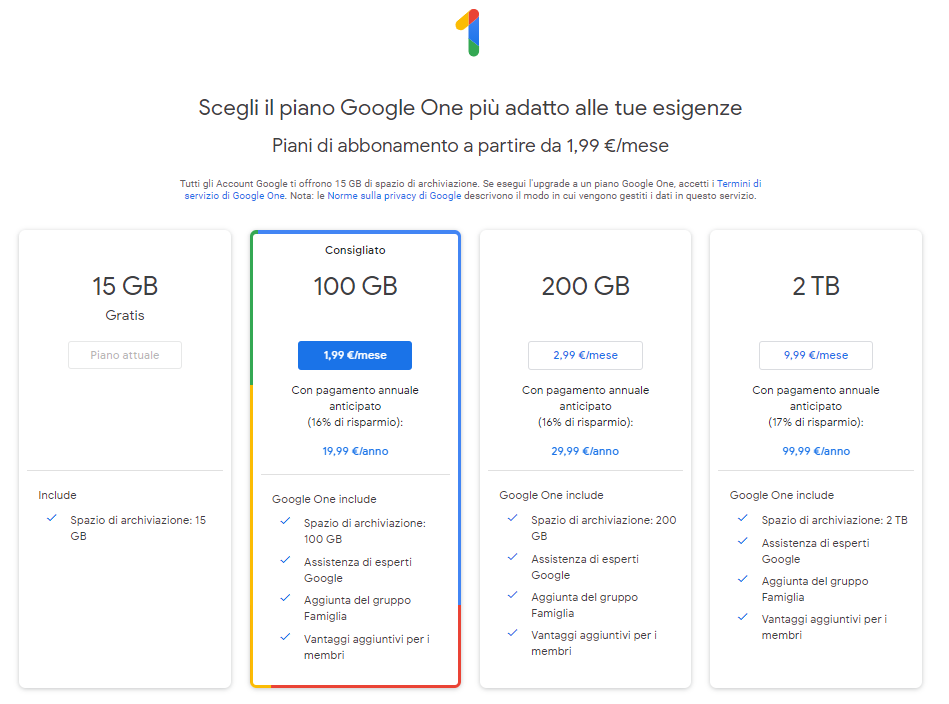 Scegli il piano Google One più adatto alle tue esigenze
Piani di abbonamento a partire da 1,99 €/mese
Tutti gli Account Google ti offrono 15 GB di spazio di archiviazione. Se esegui l'upgrade a un piano Google One, accetti i Termini di
servizio di Google One. Nota: le Norme sulla privacy di Google descrivono il modo in cui vengono gestiti i dati in questo servizio.
15 GB
Gratis
Piano attuale
Include
Spazio di archiviazione: 15
GB
Consigliato
100 GB
1,99 €/mese
Con pagamento annuale
anticipato
(16% di risparmio):
19,99 €/anno
Google One include
Spazio di archiviazione:
100 GB
Assistenza di esperti
Google
Aggiunta del gruppo
Famiglia
Vantaggi aggiuntivi per i
membri
200 GB
2,99 €/mese
Con pagamento annuale
anticipato
(16% di risparmio):
29,99 €/anno
Google One include
Spazio di archiviazione: 200
GB
Assistenza di esperti
Google
Aggiunta del gruppo
Famiglia
Vantaggi aggiuntivi per i
membri
2 TB
9,99 €/mese
Con pagamento annuale
anticipato
(17% di risparmio):
99,99 €/anno
Google One include
Spazio di archiviazione: 2 TB
Assistenza di esperti
Google
Aggiunta del gruppo
Famiglia
Vantaggi aggiuntivi per i
membri